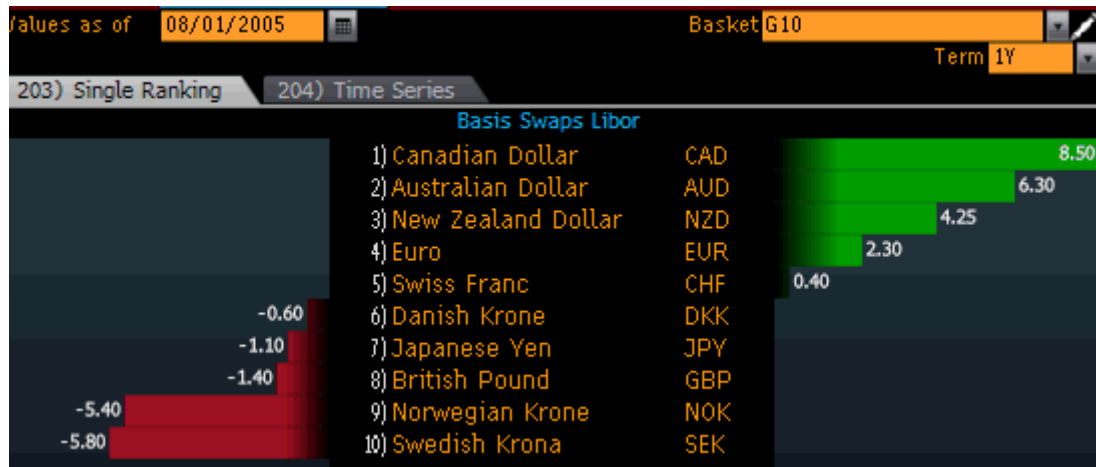 Values as of 08/01/2005 Basket G10
Term 1Y
203) Single Ranking 204) Time Series
Basis Swaps Libor
1) Canadian Dollar CAD 8.50
2) Australian Dollar AUD 6.30
3) New Zealand Dollar NZD 4.25
4) Euro EUR 2.30
5) Swiss Franc CHF 0.40
-0.60 6) Danish Krone DKK
-1.10 7) Japanese Yen JPY
-1.40 8) British Pound GBP
-5.40 9) Norwegian Krone NOK
-5.80 10) Swedish Krona SEK